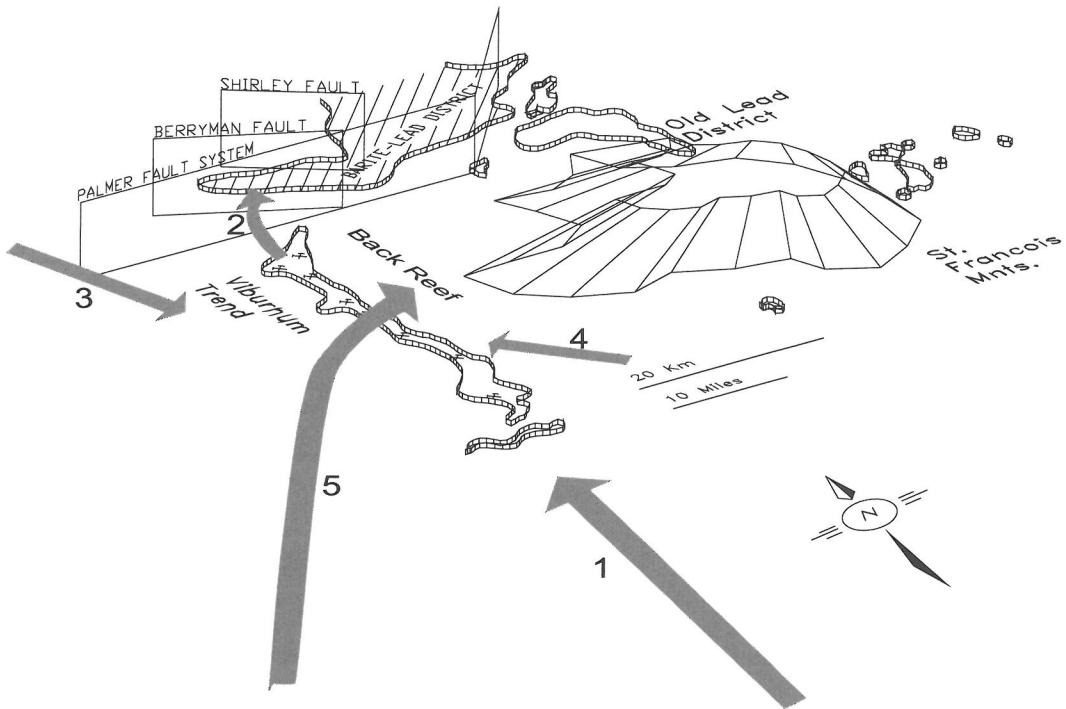 SHIRLEY FAULT
BERRYMAN FAULT
PALMER FAULT SYSTEM
BARITE-LEAD DISTRICT
Old Lead
District
St.
Francois
Mnts.
2
Back Reef
3
Viburnum
Trend
4
20 Km
10 Miles
5
N
1